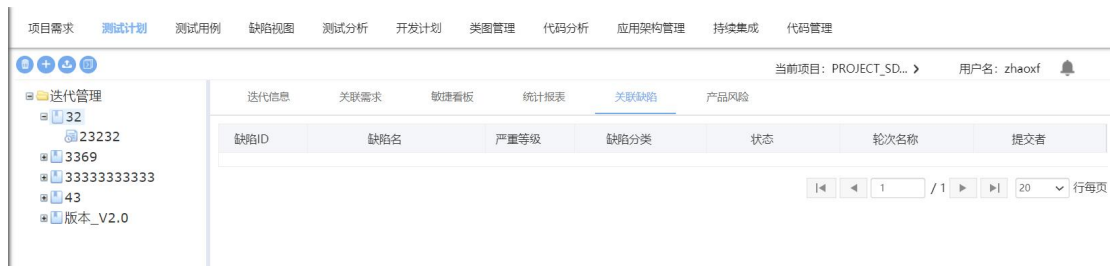 项目需求 测试计划 测试用例 缺陷视图 测试分析 开发计划 类图管理 代码分析 应用架构管理 持续集成 代码管理
当前项目：PROJECT_SD... 用户名：zhaoxf
迭代管理
32
23232
3369
33333333333
43
版本_V2.0
迭代信息 关联需求 敏捷看板 统计报表 关联缺陷 产品风险
缺陷ID 缺陷名 严重等级 缺陷分类 状态 轮次名称 提交者
1 / 1 20 行每页